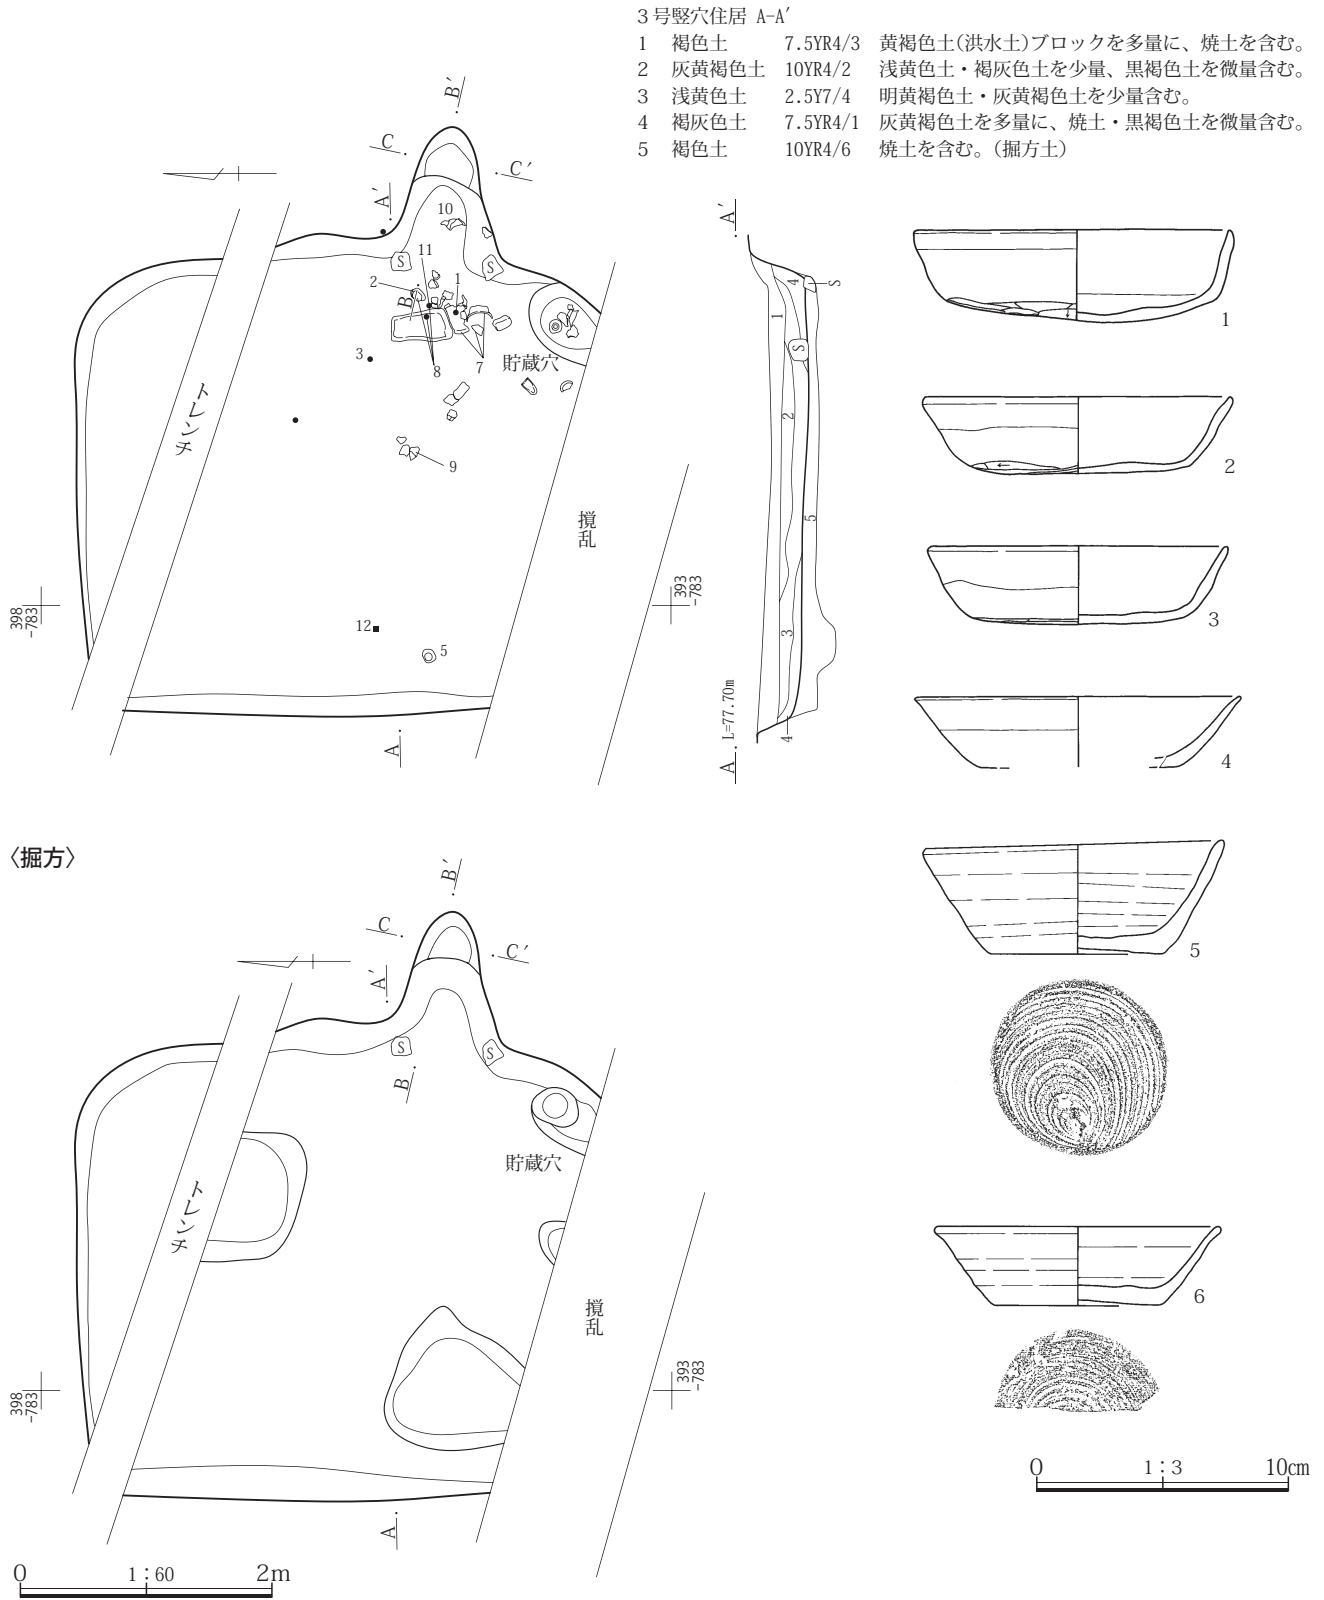 3号竪穴住居 A-A′
1 褐色土 7.5YR4/3 黄褐色土(洪水土)ブロックを多量に、焼土を含む。
2 灰黄褐色土 10YR4/2 浅黄色土・褐灰色土を少量、黒褐色土を微量含む。
3 浅黄色土 2.5Y7/4 明黄褐色土・灰黄褐色土を少量含む。
4 褐灰色土 7.5YR4/1 灰黄褐色土を多量に、焼土・黒褐色土を微量含む。
5 褐色土 10YR4/6 焼土を含む。(掘方土)
B′
C
C′
A′
10
11
S
S
2
B
1
3
8
7
貯蔵穴
トレンチ
9
撹乱
398
-783
393
-783
12
5
A
A′
4
S
1
S
2
5
3
4
L=77.70m
A
1
2
3
4
5
6
〈掘方〉
B′
C
C′
A′
S
S
B
貯蔵穴
トレンチ
撹乱
398
-783
393
-783
A
0 1:60 2m
0 1:3 10cm